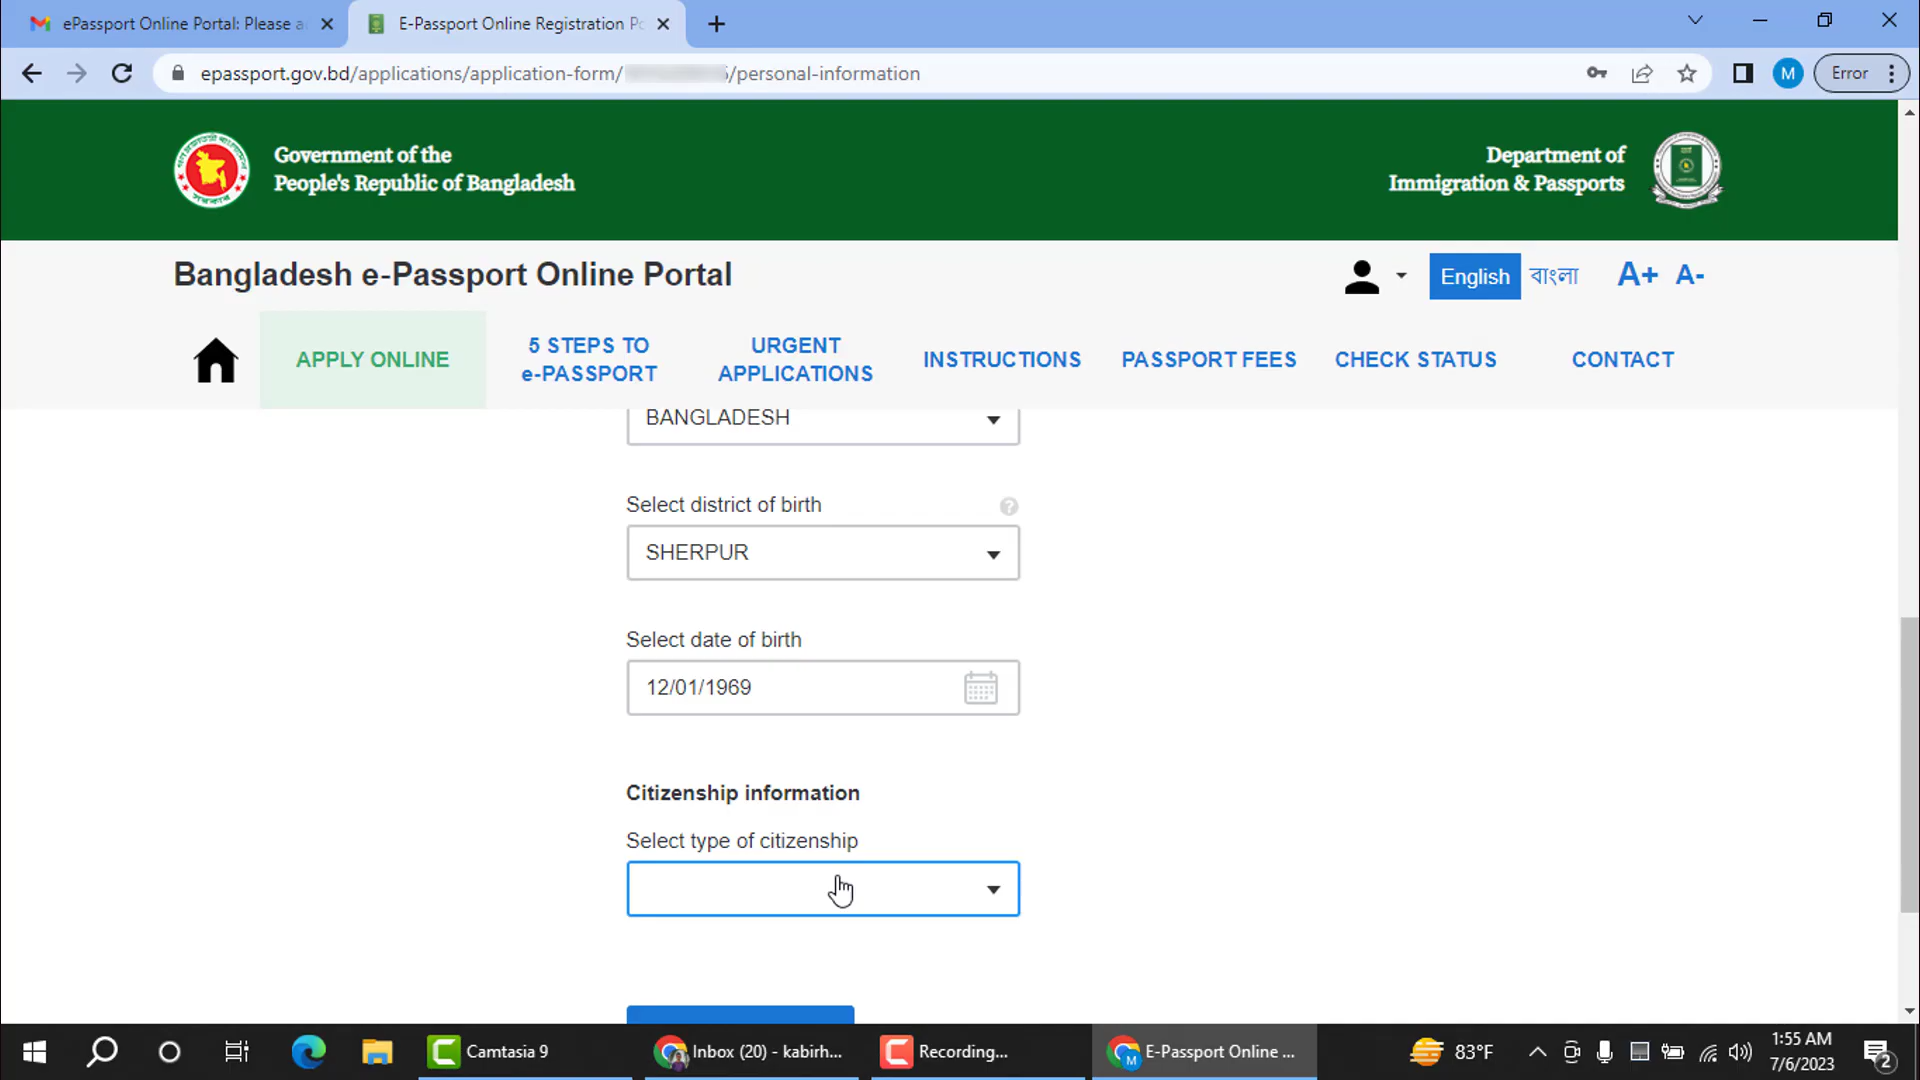 ePassport Online Portal: Please a
E-Passport Online Registration Po
epassport.gov.bd/applications/application-form/ /personal-information
M
Error
Government of the
People's Republic of Bangladesh
Department of
Immigration & Passports
Bangladesh e-Passport Online Portal
English
বাংলা
A+ A-
APPLY ONLINE
5 STEPS TO
e-PASSPORT
URGENT
APPLICATIONS
INSTRUCTIONS
PASSPORT FEES
CHECK STATUS
CONTACT
BANGLADESH
Select district of birth
?
SHERPUR
Select date of birth
12/01/1969
Citizenship information
Select type of citizenship
Camtasia 9
Inbox (20) - kabirh...
Recording...
E-Passport Online ...
83°F
1:55 AM
7/6/2023
2